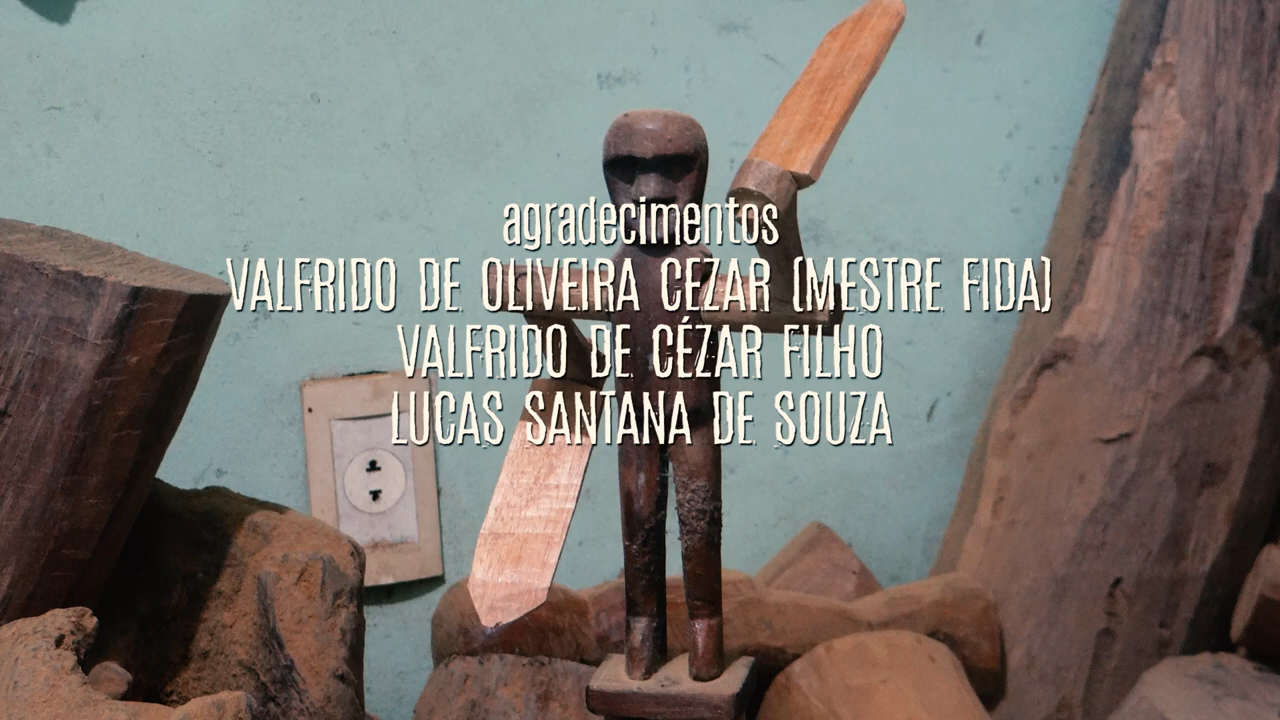 agradecimentos
VALFRIDO DE OLIVEIRA CEZAR (MESTRE FIDA)
VALFRIDO DE CÉZAR FILHO
LUCAS SANTANA DE SOUZA